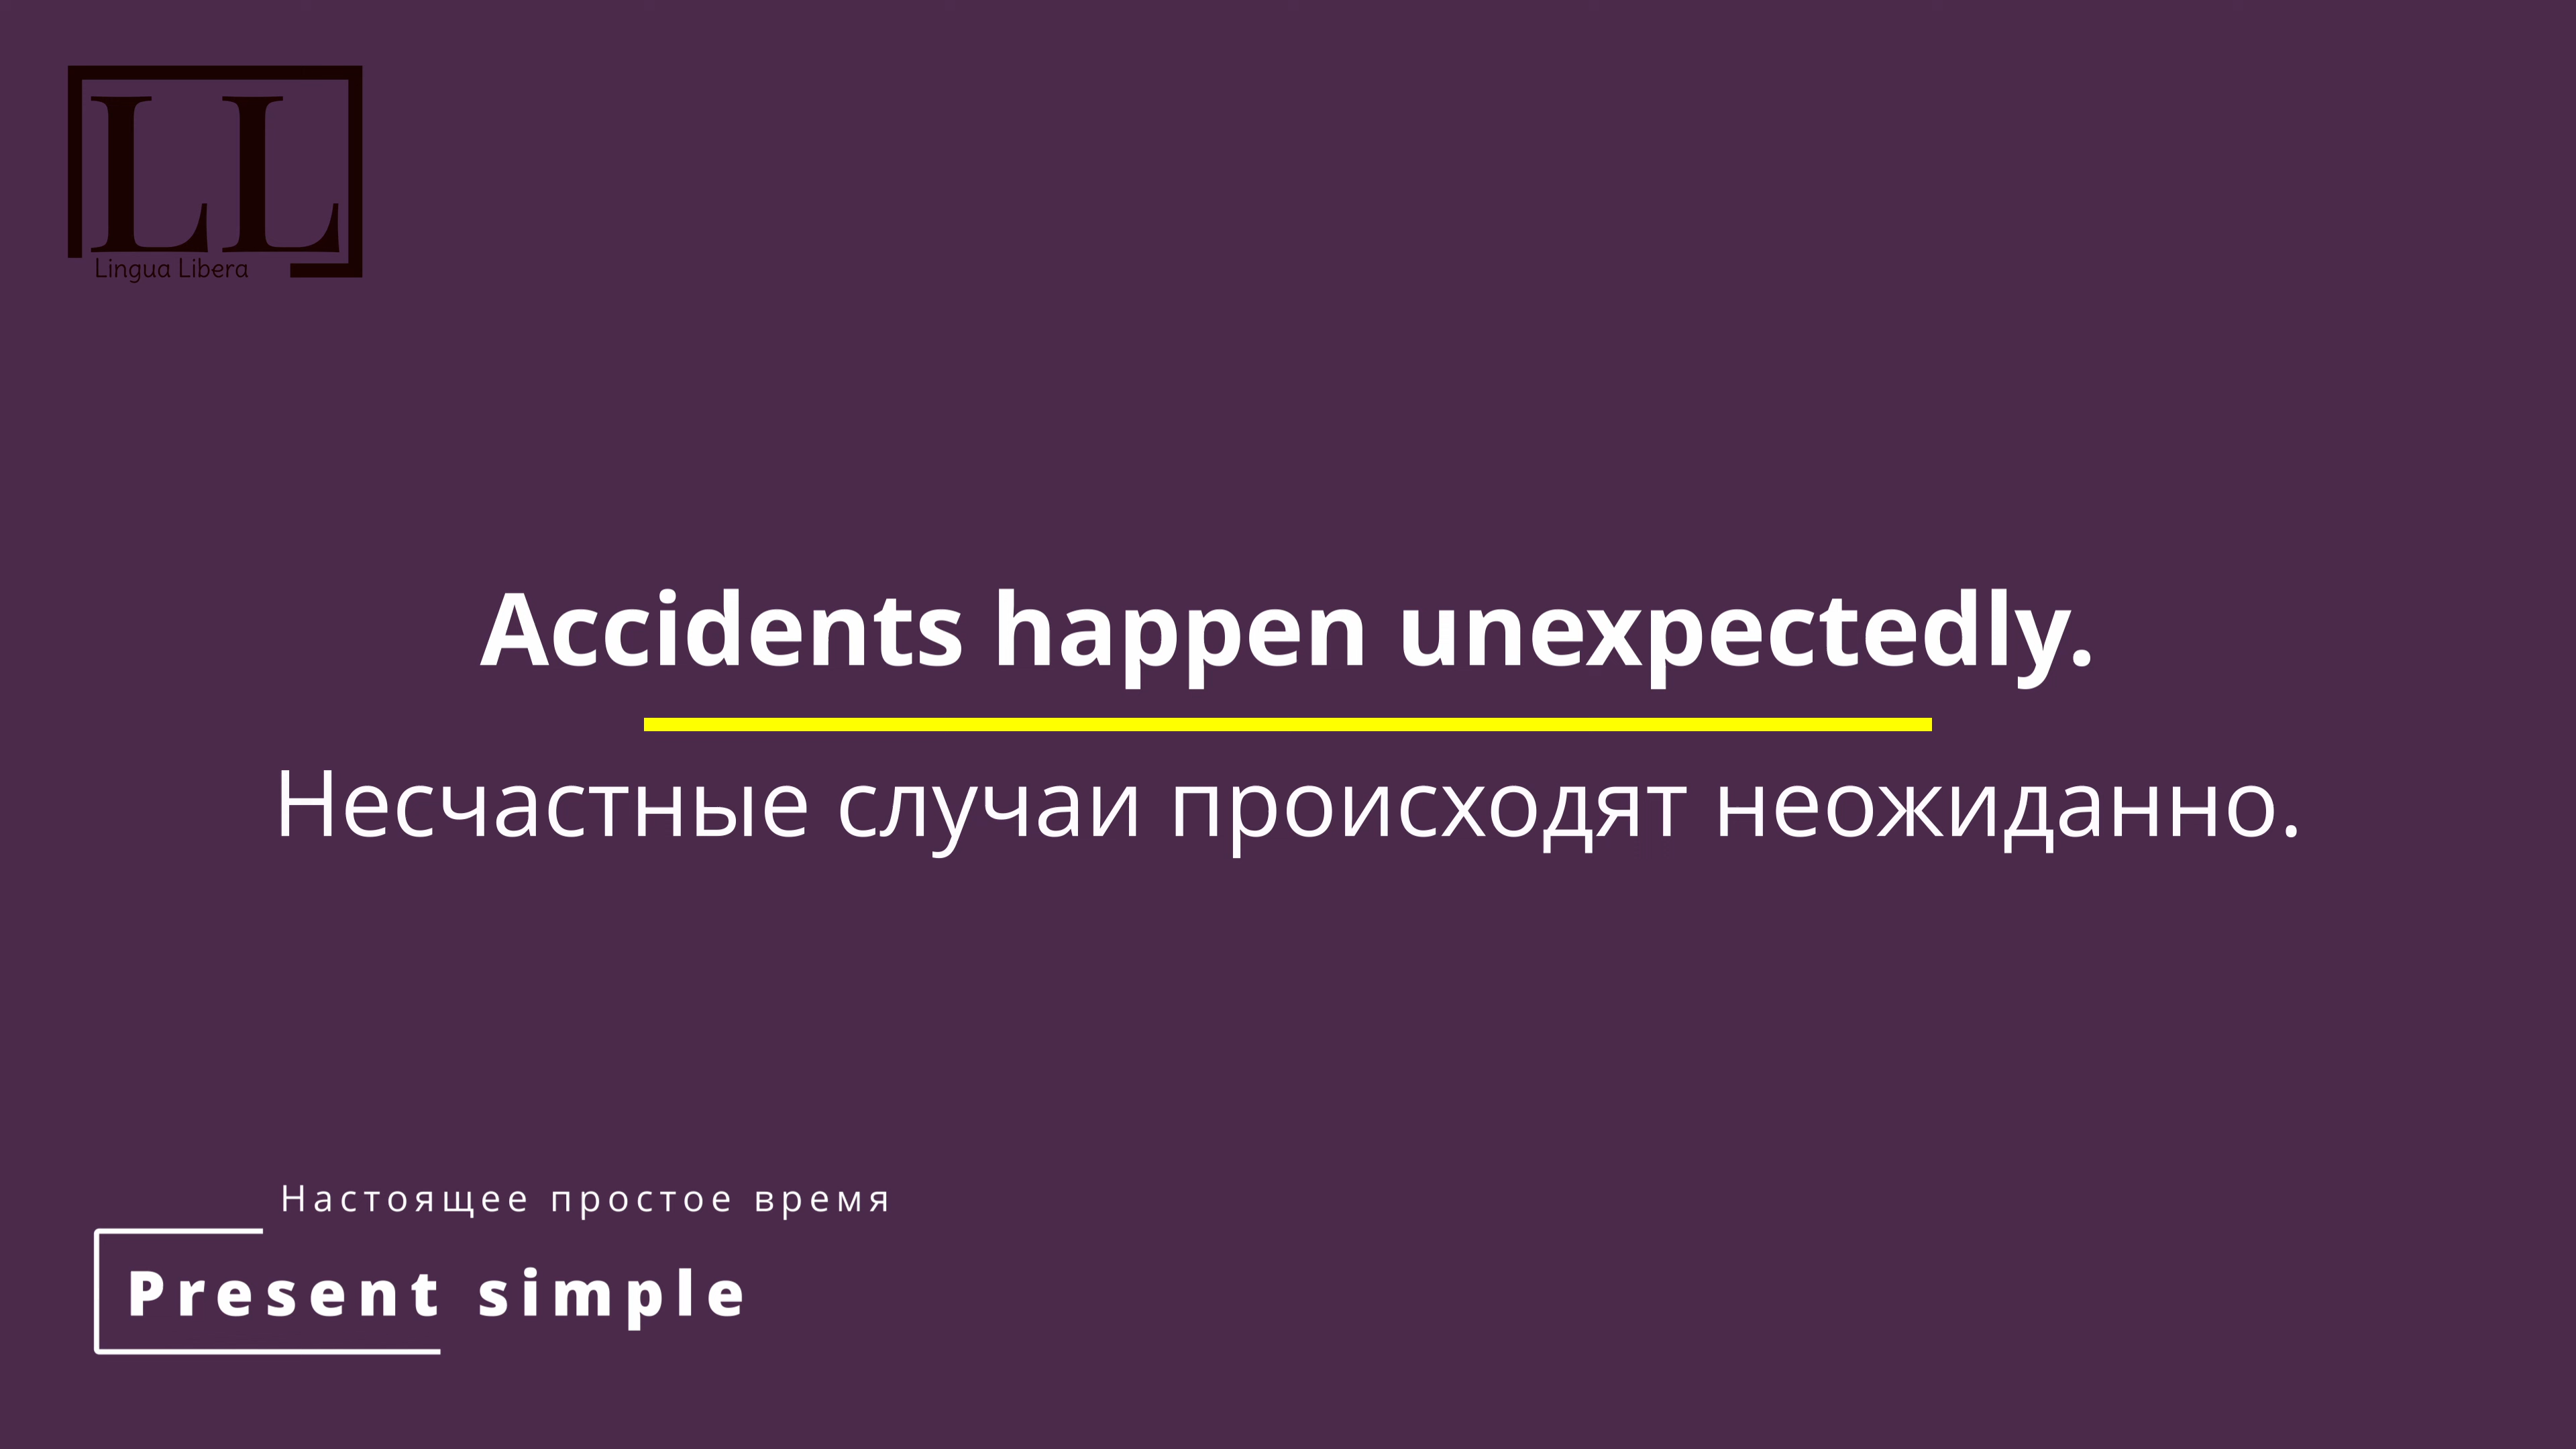 LL
Lingua Libera
Accidents happen unexpectedly.
Несчастные случаи происходят неожиданно.
Настоящее простое время
Present simple